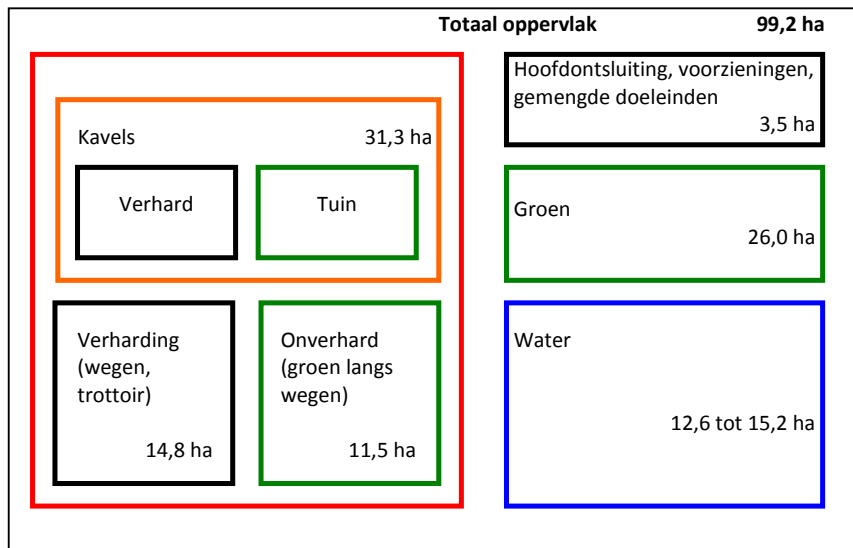 Totaal oppervlak 99,2 ha
Kavels 31,3 ha
Verhard
Tuin
Verharding
(wegen,
trottoir)
14,8 ha
Onverhard
(groen langs
wegen)
11,5 ha
Hoofdontsluiting, voorzieningen,
gemengde doeleinden
3,5 ha
Groen
26,0 ha
Water
12,6 tot 15,2 ha